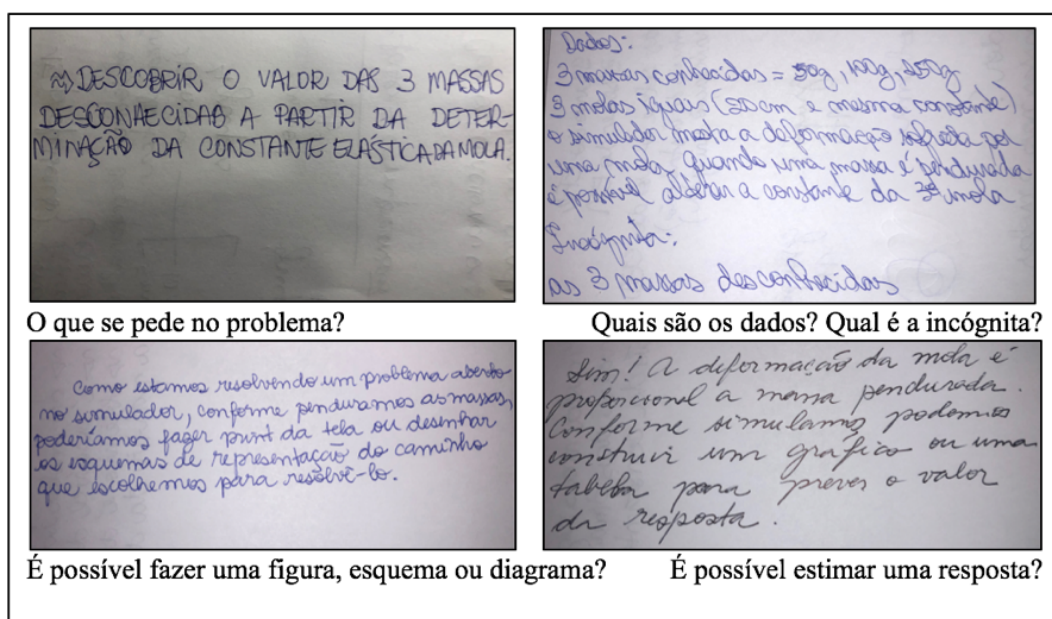 ≈> DESCOBRIR O VALOR DAS 3 MASSAS
DESCONHECIDAS A PARTIR DA DETER-
MINAÇÃO DA CONSTANTE ELÁSTICA DA MOLA.
O que se pede no problema?
Dados:
3 massas conhecidas = 50g, 100g, 250g
3 molas iguais (50cm e mesma constante)
o simulador mostra a deformação sofrida por
uma mola quando uma massa é pendurada
é possível alterar a constante da 3ª mola
Incógnita:
as 3 massas desconhecidas
Quais são os dados? Qual é a incógnita?
Como estamos resolvendo um problema aberto
no simulador, conforme penduramos as massas,
poderíamos fazer print da tela ou desenhar
os esquemas de representação do caminho
que escolhemos para resolvê-lo.
É possível fazer uma figura, esquema ou diagrama?
Sim! A deformação da mola é
proporcional a massa pendurada.
Conforme simulamos podemos
construir um gráfico ou uma
tabela para prever o valor
da resposta.
É possível estimar uma resposta?